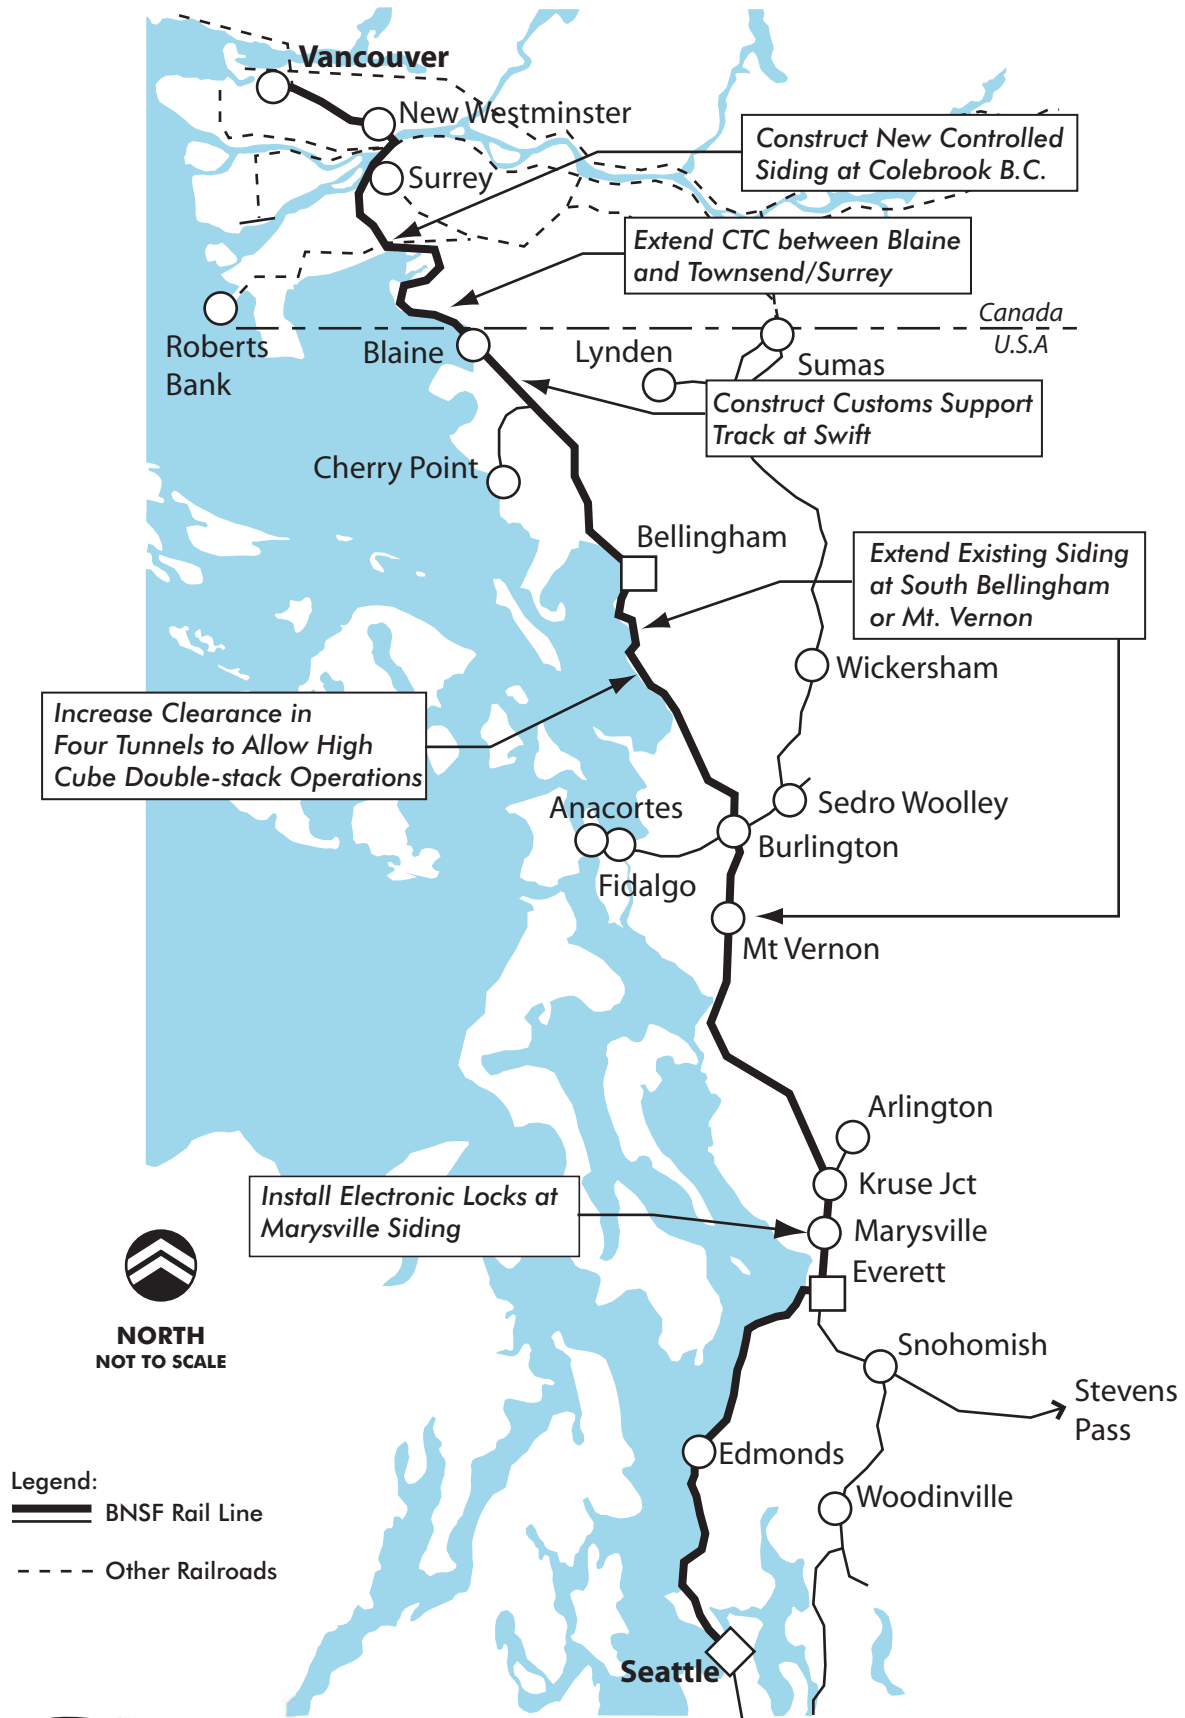 Vancouver
New Westminster
Construct New Controlled
Siding at Colebrook B.C.
Surrey
Extend CTC between Blaine
and Townsend/Surrey
Canada
U.S.A
Roberts
Bank
Blaine
Lynden
Sumas
Construct Customs Support
Track at Swift
Cherry Point
Bellingham
Extend Existing Siding
at South Bellingham
or Mt. Vernon
Wickersham
Increase Clearance in
Four Tunnels to Allow High
Cube Double-stack Operations
Anacortes
Sedro Woolley
Burlington
Fidalgo
Mt Vernon
Arlington
Kruse Jct
Install Electronic Locks at
Marysville Siding
Marysville
Everett
NORTH
NOT TO SCALE
Snohomish
Stevens
Pass
Edmonds
Woodinville
Legend:
BNSF Rail Line
Other Railroads
Seattle